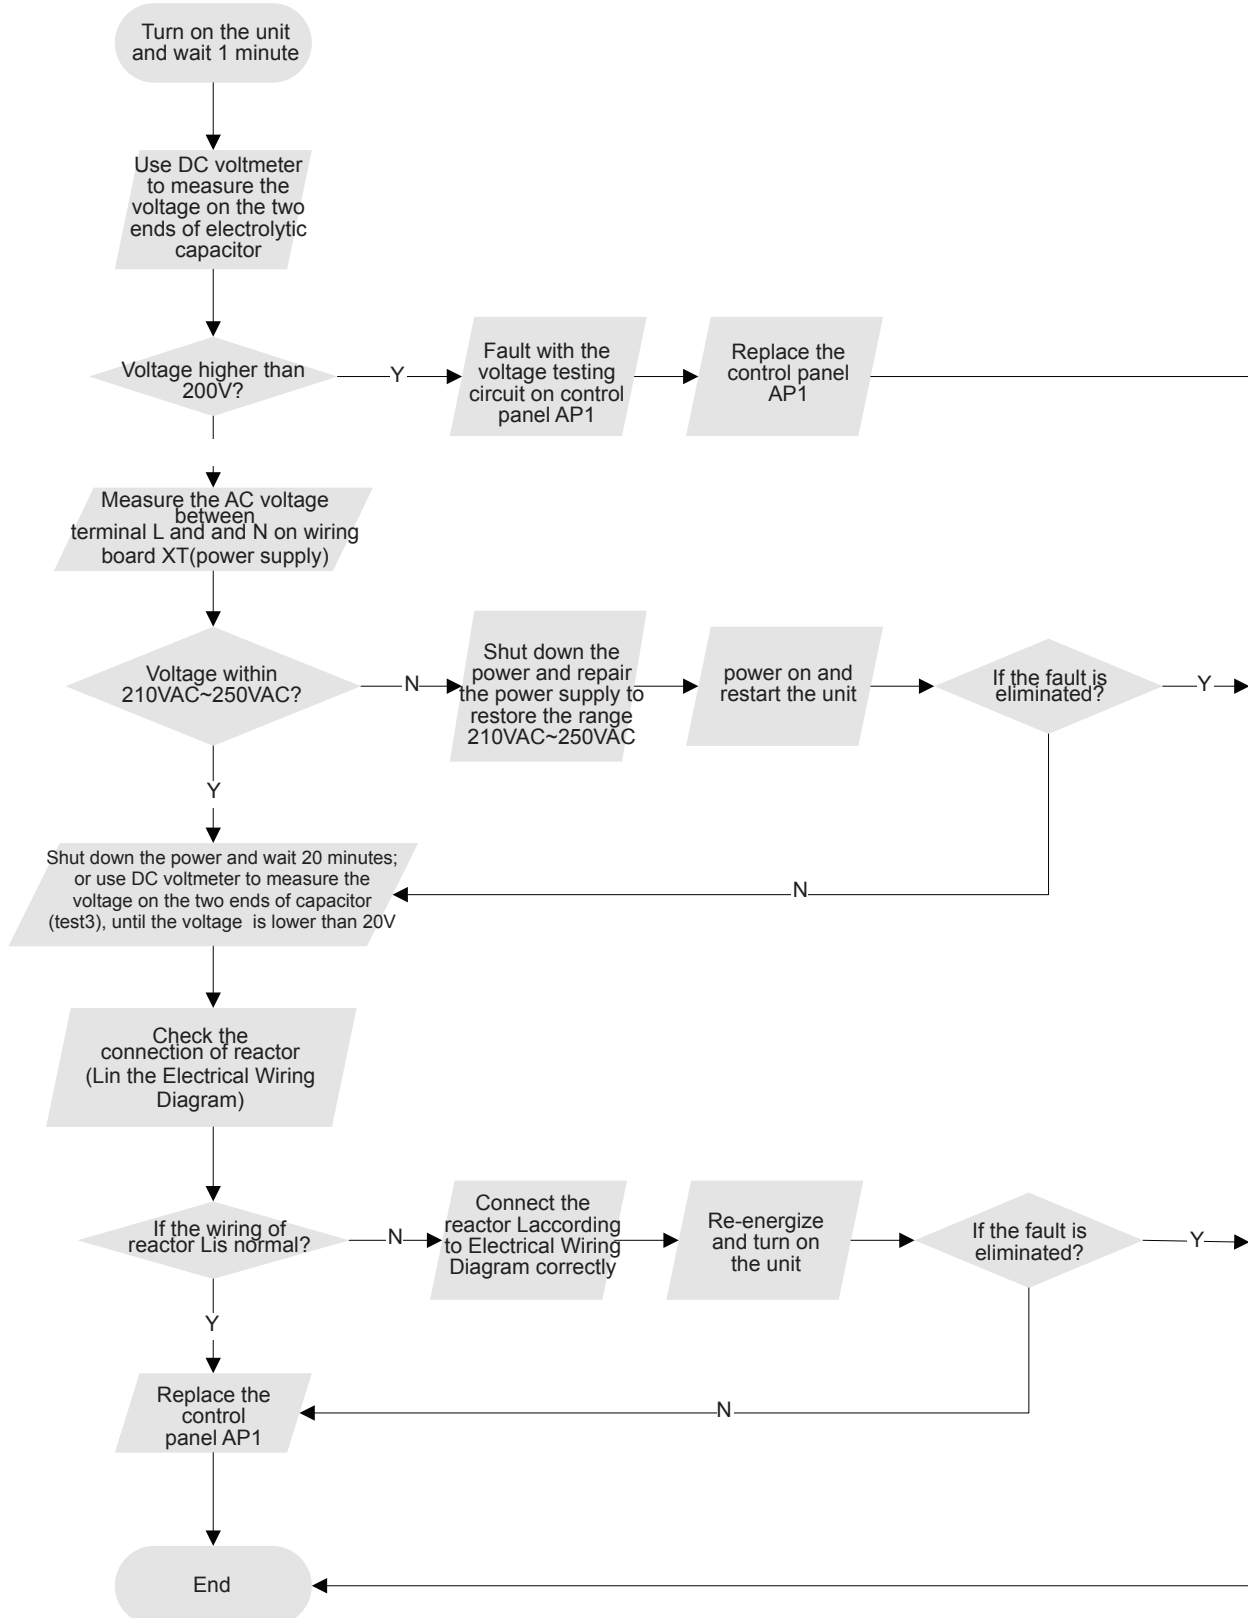 Turn on the unit
and wait 1 minute
Use DC voltmeter
to measure the
voltage on the two
ends of electrolytic
capacitor
Voltage higher than
200V?
Y
Fault with the
voltage testing
circuit on control
panel AP1
Replace the
control panel
AP1
Measure the AC voltage
between
terminal L and and N on wiring
board XT(power supply)
Voltage within
210VAC~250VAC?
N
Shut down the
power and repair
the power supply to
restore the range
210VAC~250VAC
power on and
restart the unit
If the fault is
eliminated?
Y
Y
Shut down the power and wait 20 minutes;
or use DC voltmeter to measure the
voltage on the two ends of capacitor
(test3), until the voltage is lower than 20V
N
Check the
connection of reactor
(Lin the Electrical Wiring
Diagram)
If the wiring of
reactor Lis normal?
N
Connect the
reactor Laccording
to Electrical Wiring
Diagram correctly
Re-energize
and turn on
the unit
If the fault is
eliminated?
Y
Y
Replace the
control
panel AP1
N
End